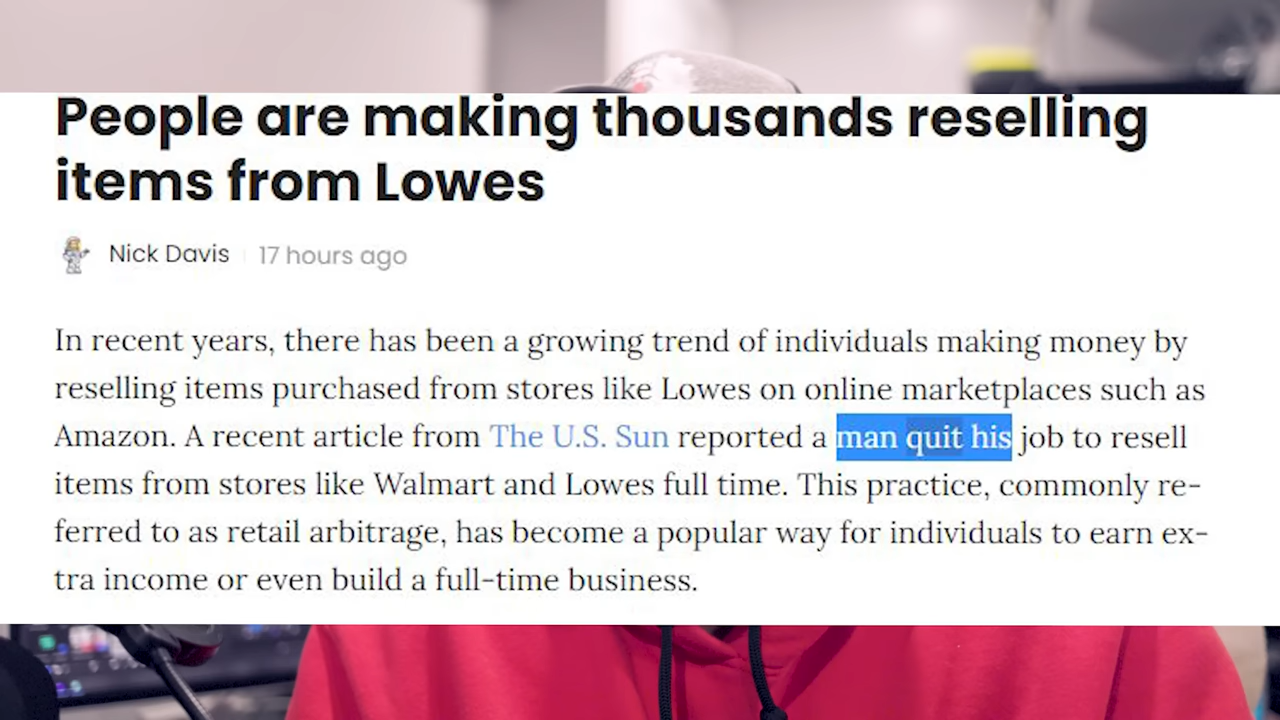 People are making thousands reselling
items from Lowes
Nick Davis 17 hours ago
In recent years, there has been a growing trend of individuals making money by
reselling items purchased from stores like Lowes on online marketplaces such as
Amazon. A recent article from The U.S. Sun reported a man quit his job to resell
items from stores like Walmart and Lowes full time. This practice, commonly re-
ferred to as retail arbitrage, has become a popular way for individuals to earn ex-
tra income or even build a full-time business.